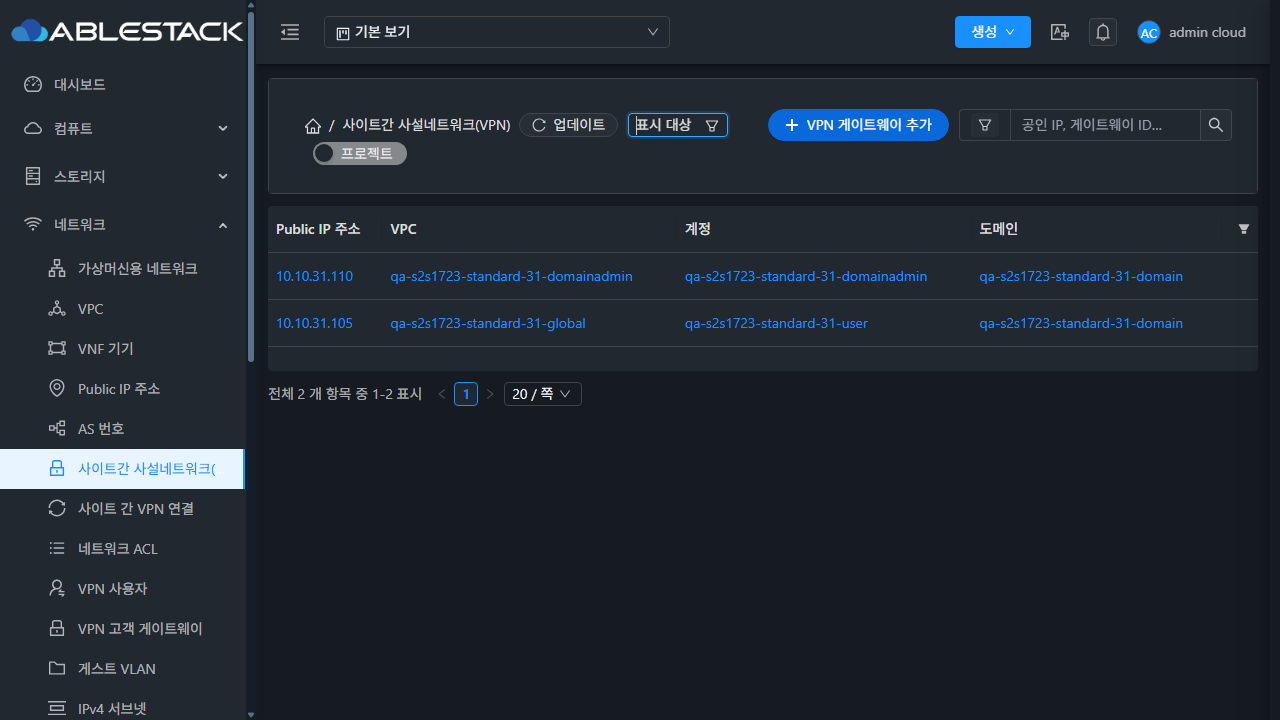 ABLESTACK
기본 보기
생성
AC
admin cloud
대시보드
컴퓨트
스토리지
네트워크
가상머신용 네트워크
VPC
VNF 기기
Public IP 주소
AS 번호
사이트간 사설네트워크(
사이트 간 VPN 연결
네트워크 ACL
VPN 사용자
VPN 고객 게이트웨이
게스트 VLAN
IPv4 서브넷
/ 사이트간 사설네트워크(VPN)
업데이트
표시 대상
프로젝트
VPN 게이트웨이 추가
공인 IP, 게이트웨이 ID...
Public IP 주소 VPC 계정 도메인
10.10.31.110 qa-s2s1723-standard-31-domainadmin qa-s2s1723-standard-31-domainadmin qa-s2s1723-standard-31-domain
10.10.31.105 qa-s2s1723-standard-31-global qa-s2s1723-standard-31-user qa-s2s1723-standard-31-domain
전체 2 개 항목 중 1-2 표시 1 20 / 쪽